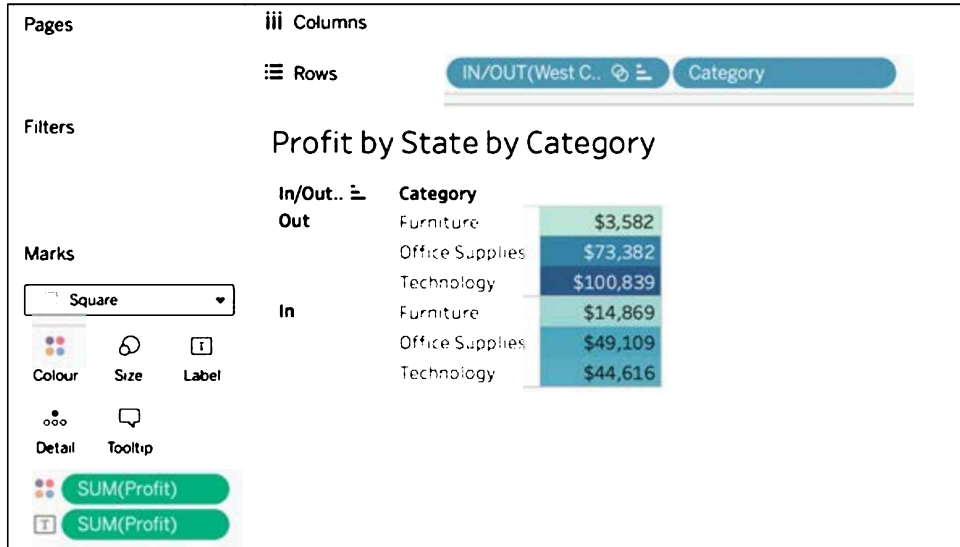 Pages
Columns
Rows
IN/OUT(West C..
Category
Filters
Profit by State by Category
In/Out..
Category
Out
Furniture
$3,582
Office Supplies
$73,382
Technology
$100,839
In
Furniture
$14,869
Office Supplies
$49,109
Technology
$44,616
Marks
Square
Colour
Size
Label
Detail
Tooltip
SUM(Profit)
T SUM(Profit)